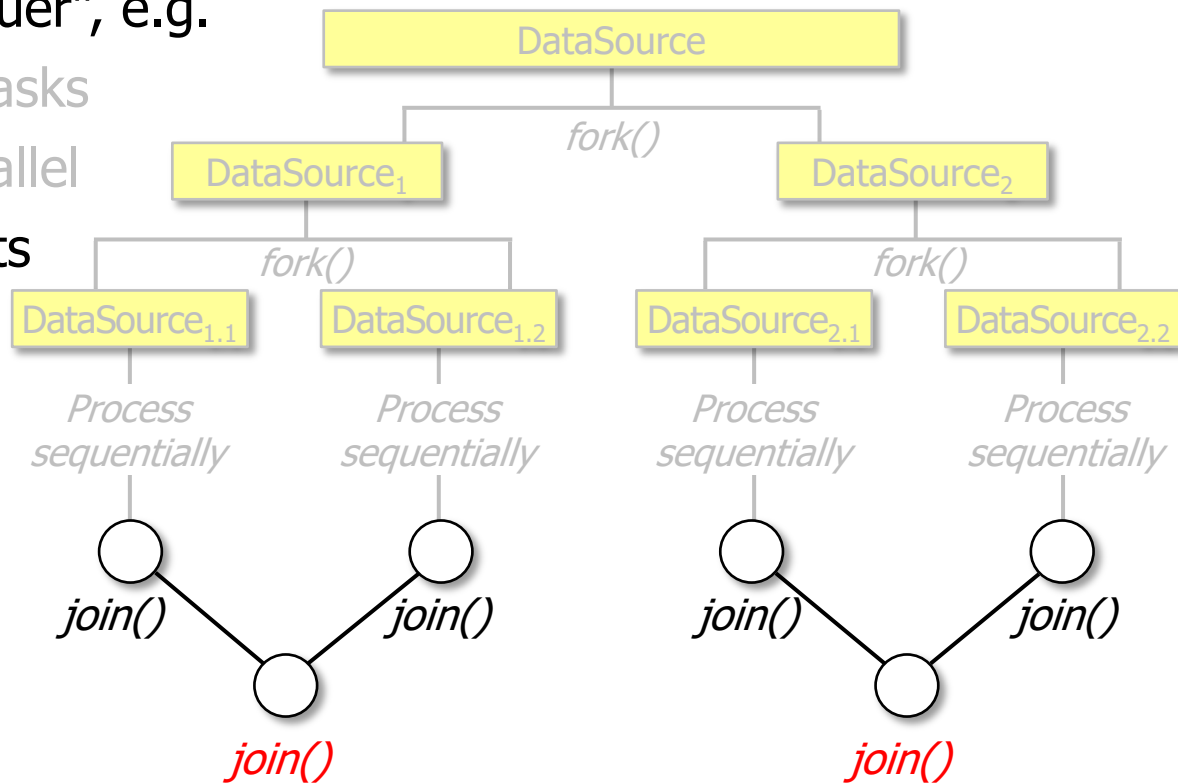 uer", e.g.
DataSource
asks
fork()
allel
DataSource₁ DataSource₂
ts
fork() fork()
DataSource₁.₁ DataSource₁.₂ DataSource₂.₁ DataSource₂.₂
Process Process Process Process
sequentially sequentially sequentially sequentially
join() join() join() join()
join() join()